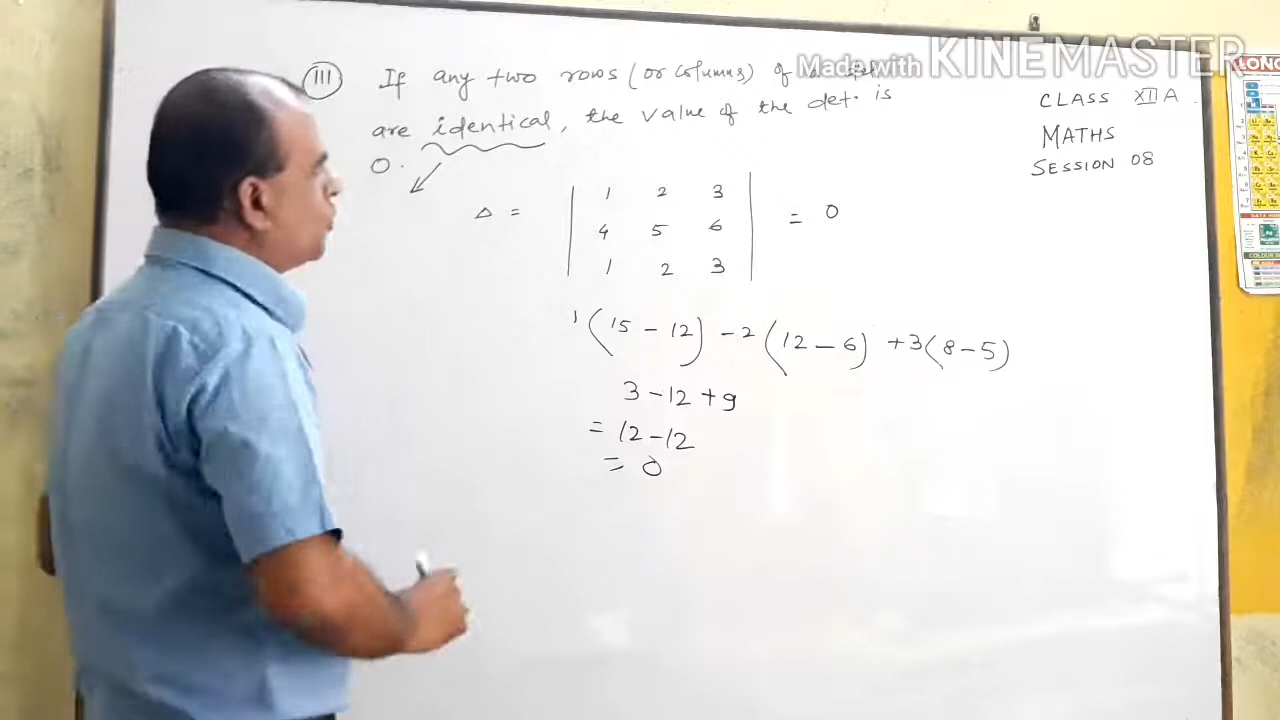 Made with KINEMASTER
III If any two rows (or columns) of a
are identical, the value of the det. is
0.
CLASS XII A
MATHS
SESSION 08
Δ = | 1 2 3 | = 0
4 5 6
1 2 3
1 (15 - 12) - 2 (12 - 6) + 3 (8 - 5)
3 - 12 + 9
= 12 - 12
= 0
LONG